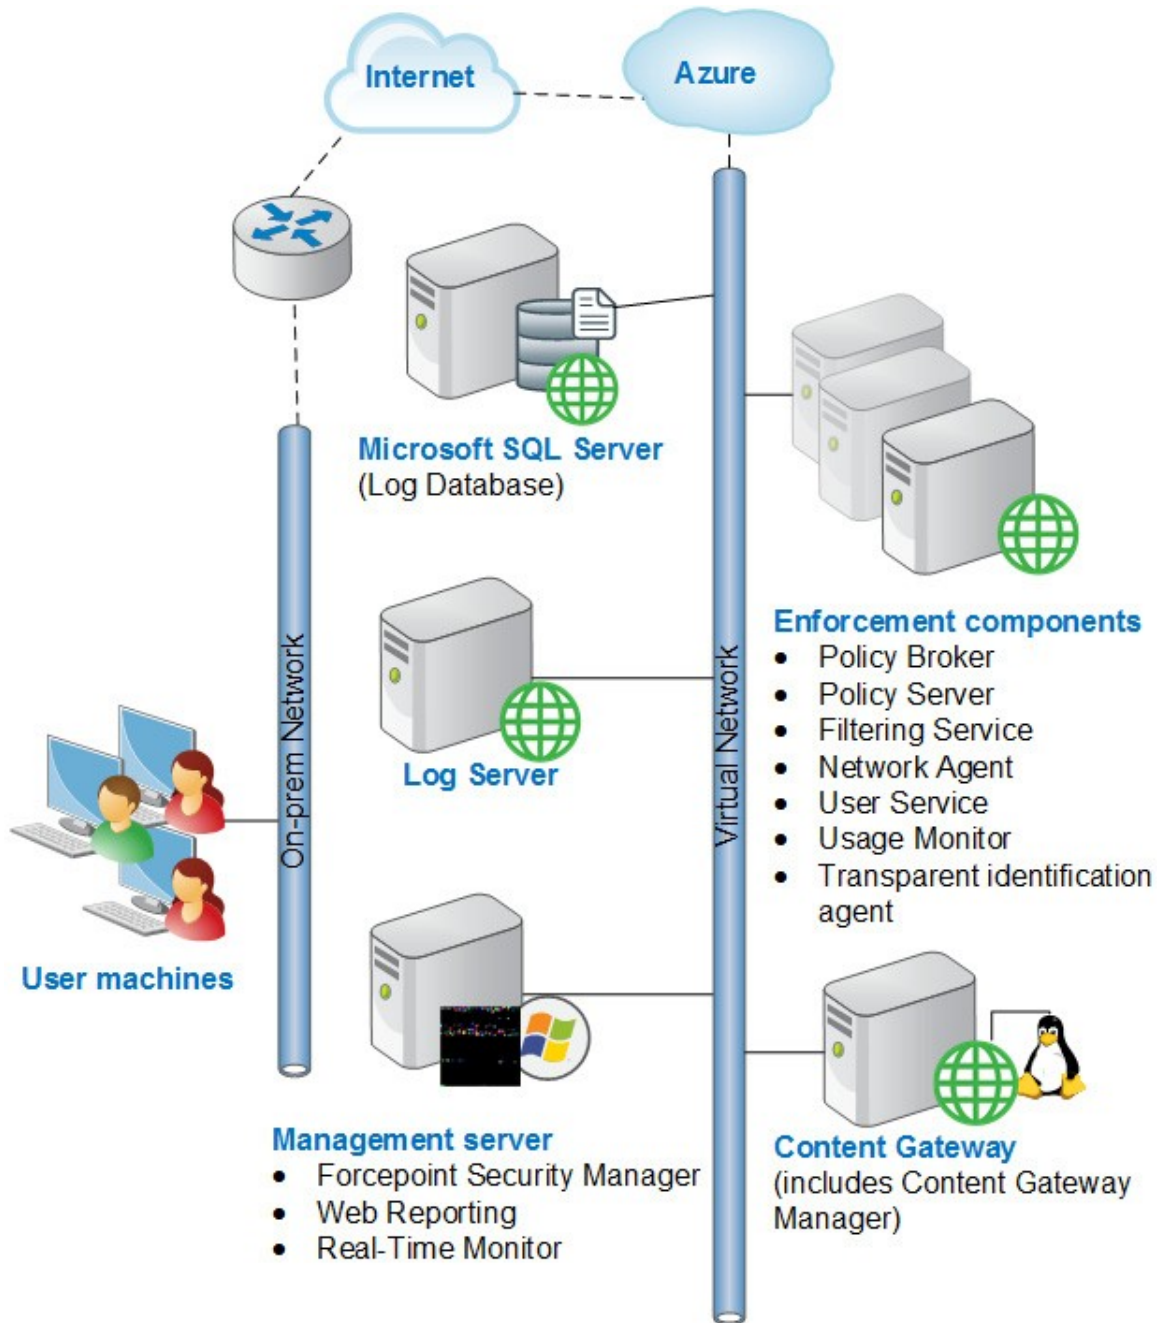 Internet
Azure
Microsoft SQL Server
(Log Database)
Enforcement components
• Policy Broker
• Policy Server
• Filtering Service
• Network Agent
• User Service
• Usage Monitor
• Transparent identification
agent
On-prem Network
Virtual Network
Log Server
User machines
Management server
• Forcepoint Security Manager
• Web Reporting
• Real-Time Monitor
Content Gateway
(includes Content Gateway
Manager)